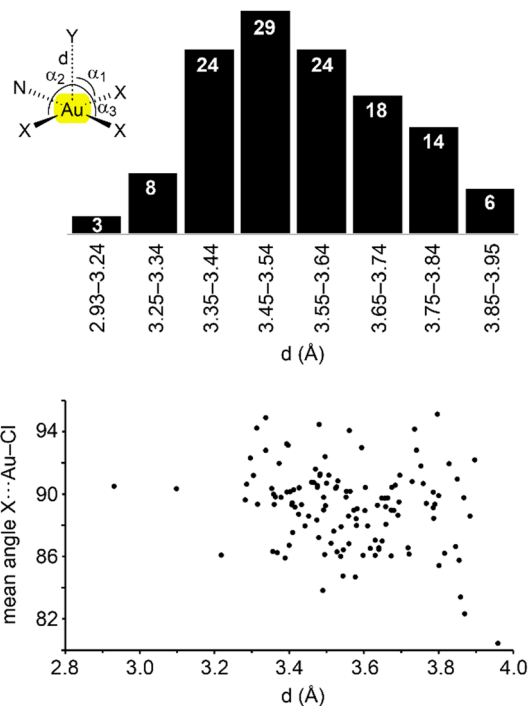 Y
d
α2 α1
N X
Au α3
X X
3
8
24
29
24
18
14
6
2.93–3.24
3.25–3.34
3.35–3.44
3.45–3.54
3.55–3.64
3.65–3.74
3.75–3.84
3.85–3.95
d (Å)
mean angle X···Au–Cl
94
90
86
82
2.8 3.0 3.2 3.4 3.6 3.8 4.0
d (Å)